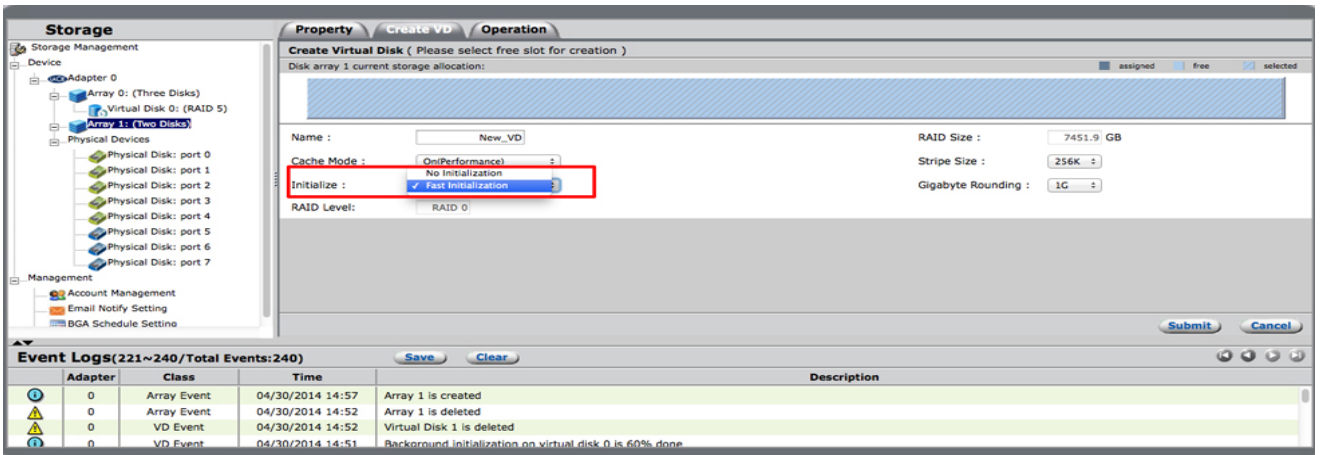 Storage
Storage Management
Device
Adapter 0
Array 0: (Three Disks)
Virtual Disk 0: (RAID 5)
Array 1: (Two Disks)
Physical Devices
Physical Disk: port 0
Physical Disk: port 1
Physical Disk: port 2
Physical Disk: port 3
Physical Disk: port 4
Physical Disk: port 5
Physical Disk: port 6
Physical Disk: port 7
Management
Account Management
Email Notify Setting
BGA Schedule Setting
Property Create VD Operation
Create Virtual Disk ( Please select free slot for creation )
Disk array 1 current storage allocation: assigned free selected
Name : New_VD RAID Size : 7451.9 GB
Cache Mode : On(Performance) Stripe Size : 256K
No Initialization
Initialize : ✓ Fast Initialization Gigabyte Rounding : 1G
RAID Level: RAID 0
Submit Cancel
Event Logs(221~240/Total Events:240) Save Clear
Adapter Class Time Description
0 Array Event 04/30/2014 14:57 Array 1 is created
0 Array Event 04/30/2014 14:52 Array 1 is deleted
0 VD Event 04/30/2014 14:52 Virtual Disk 1 is deleted
0 VD Event 04/30/2014 14:51 Background initialization on virtual disk 0 is 60% done